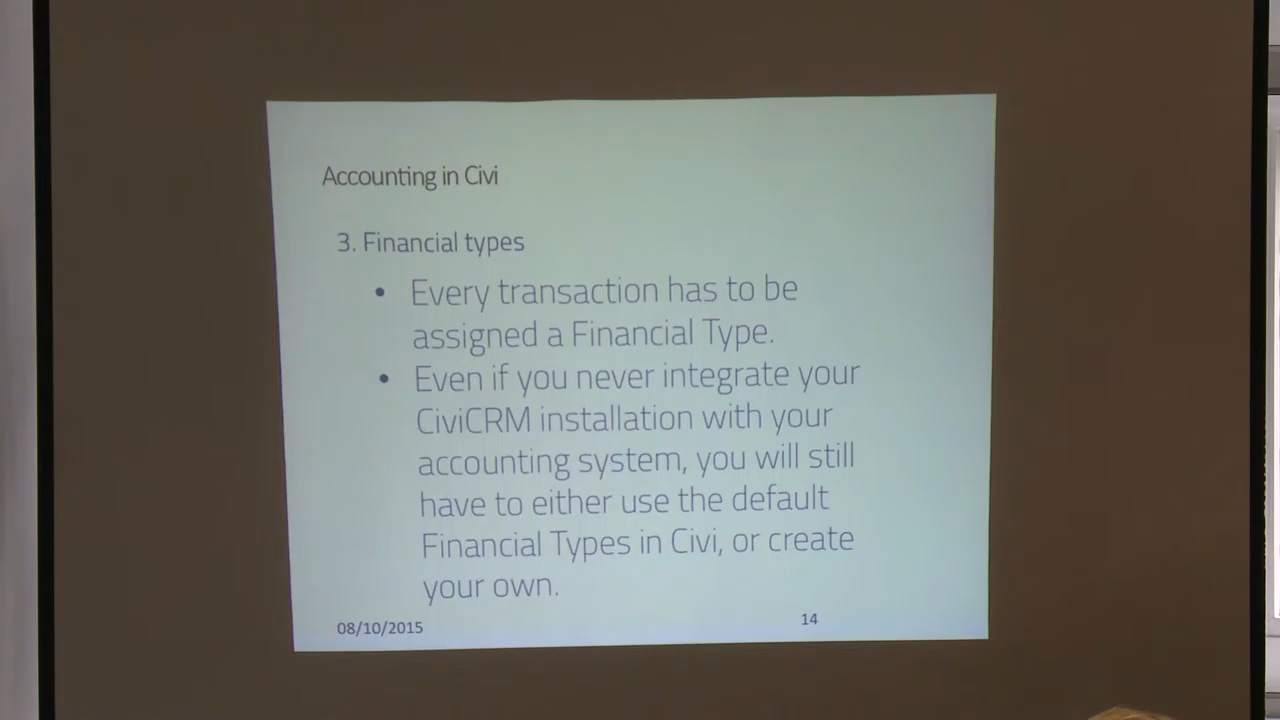 Accounting in Civi
3. Financial types
• Every transaction has to be
assigned a Financial Type.
• Even if you never integrate your
CiviCRM installation with your
accounting system, you will still
have to either use the default
Financial Types in Civi, or create
your own.
08/10/2015
14